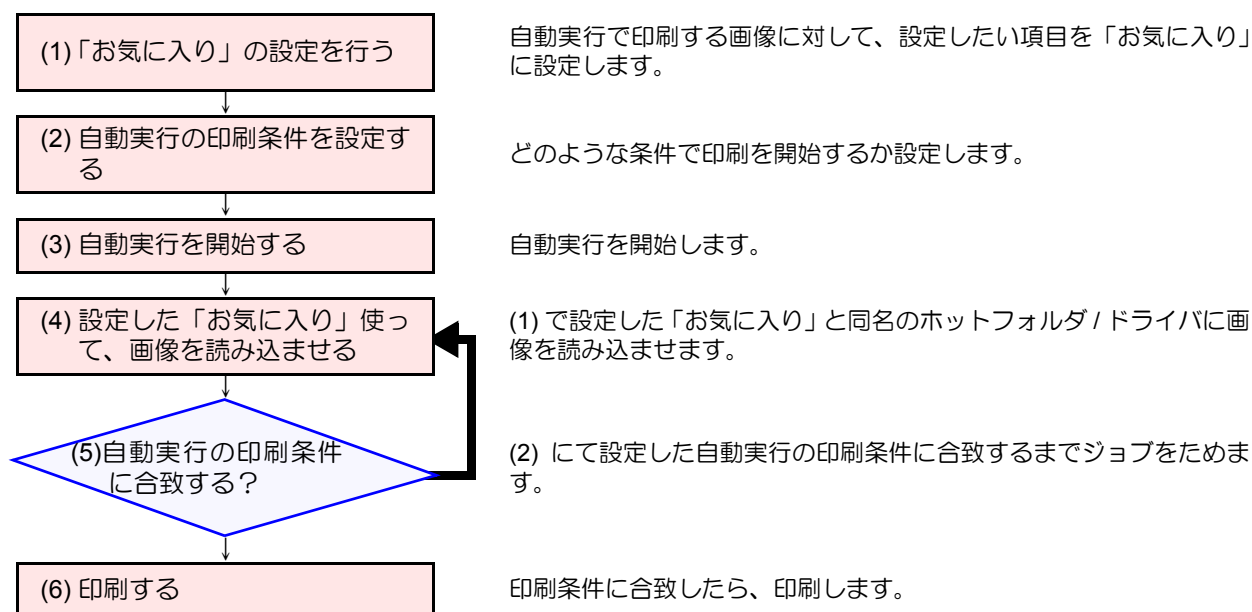 (1)「お気に入り」の設定を行う
自動実行で印刷する画像に対して、設定したい項目を「お気に入り」
に設定します。
(2) 自動実行の印刷条件を設定す
る
どのような条件で印刷を開始するか設定します。
(3) 自動実行を開始する
自動実行を開始します。
(4) 設定した「お気に入り」使っ
て、画像を読み込ませる
(1) で設定した「お気に入り」と同名のホットフォルダ / ドライバに画
像を読み込ませます。
(5)自動実行の印刷条件
に合致する？
(2) にて設定した自動実行の印刷条件に合致するまでジョブをためま
す。
(6) 印刷する
印刷条件に合致したら、印刷します。